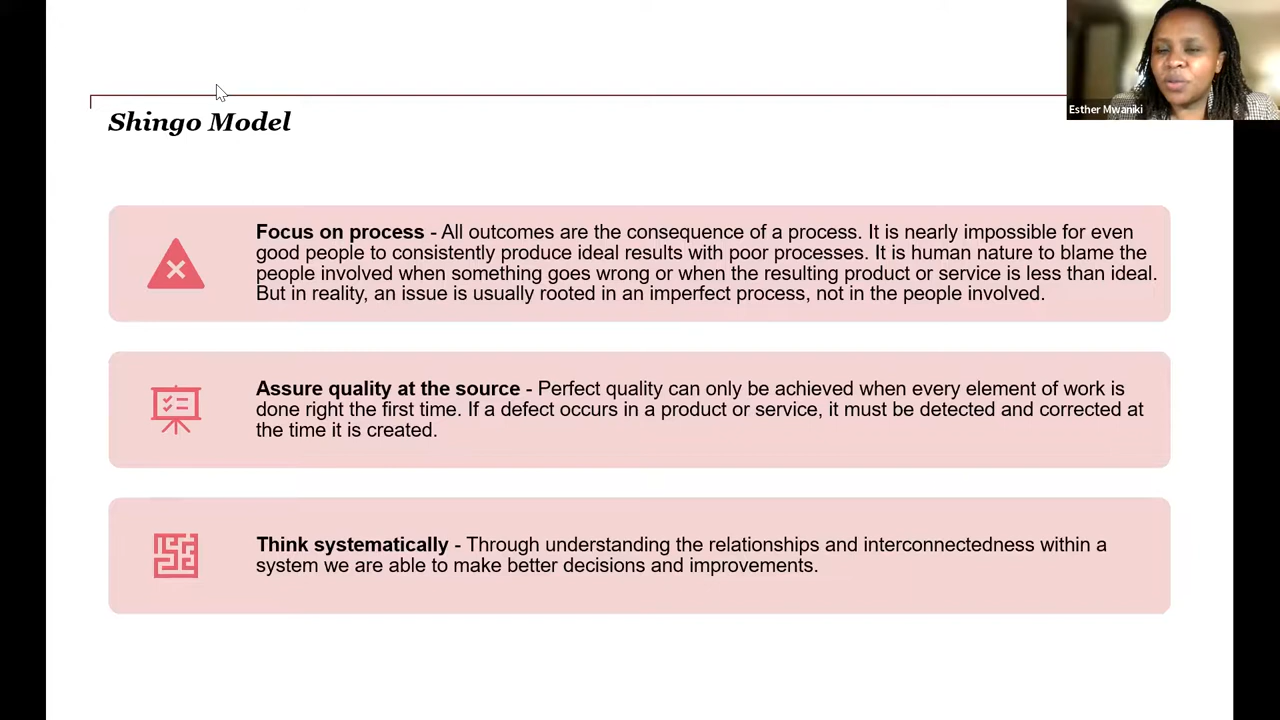 Esther Mwaniki
Shingo Model
Focus on process - All outcomes are the consequence of a process. It is nearly impossible for even
good people to consistently produce ideal results with poor processes. It is human nature to blame the
people involved when something goes wrong or when the resulting product or service is less than ideal.
But in reality, an issue is usually rooted in an imperfect process, not in the people involved.
Assure quality at the source - Perfect quality can only be achieved when every element of work is
done right the first time. If a defect occurs in a product or service, it must be detected and corrected at
the time it is created.
Think systematically - Through understanding the relationships and interconnectedness within a
system we are able to make better decisions and improvements.